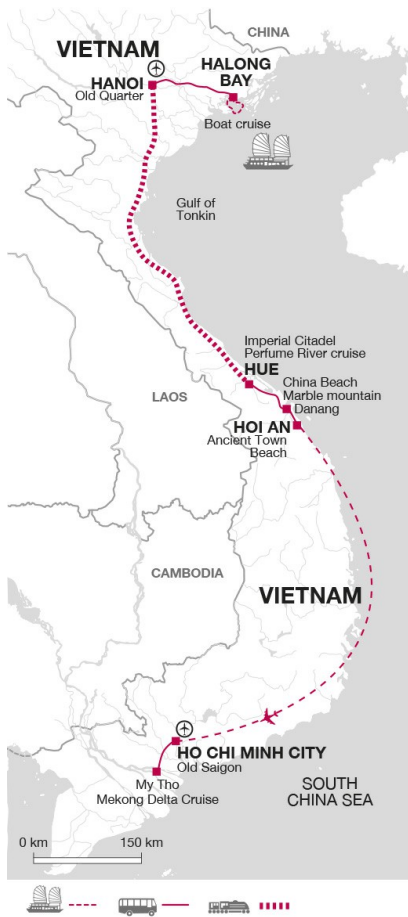 CHINA
VIETNAM
HALONG
BAY
HANOI
Old Quarter
Boat cruise
Gulf of
Tonkin
Imperial Citadel
Perfume River cruise
HUE
China Beach
Marble mountain
Danang
LAOS
HOI AN
Ancient Town
Beach
CAMBODIA
VIETNAM
HO CHI MINH CITY
Old Saigon
My Tho
Mekong Delta Cruise
SOUTH
CHINA SEA
0 km 150 km